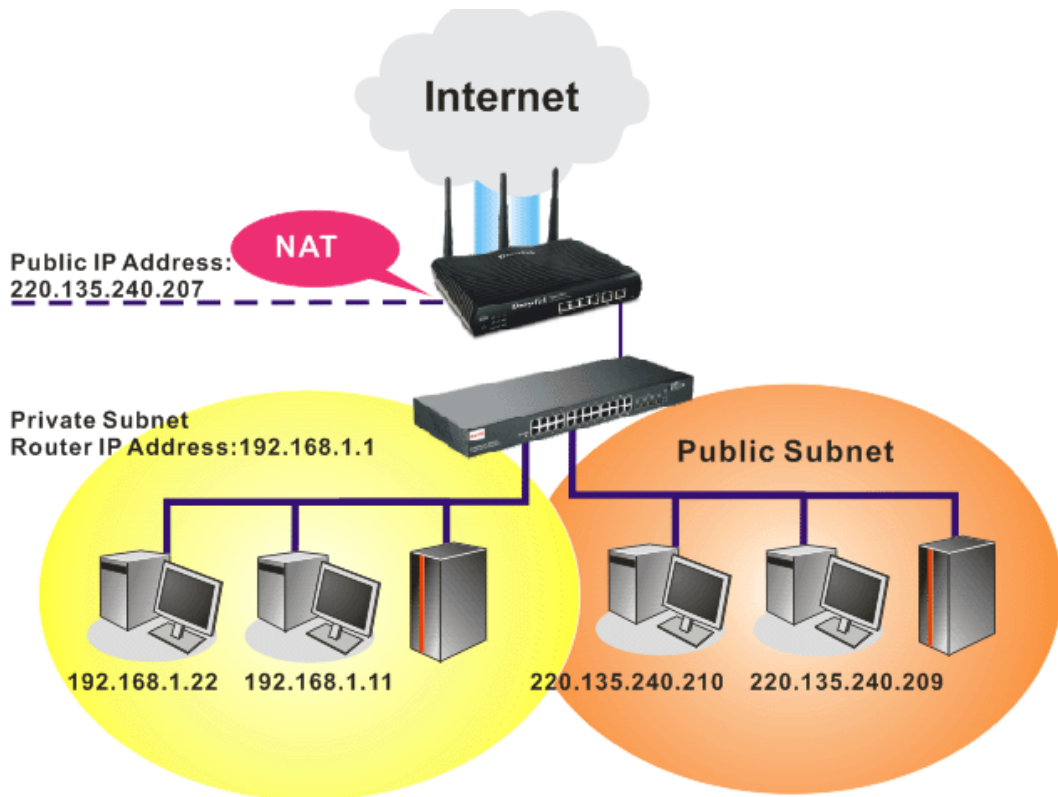 Internet
NAT
Public IP Address:
220.135.240.207
Private Subnet
Router IP Address:192.168.1.1
Public Subnet
192.168.1.22
192.168.1.11
220.135.240.210
220.135.240.209